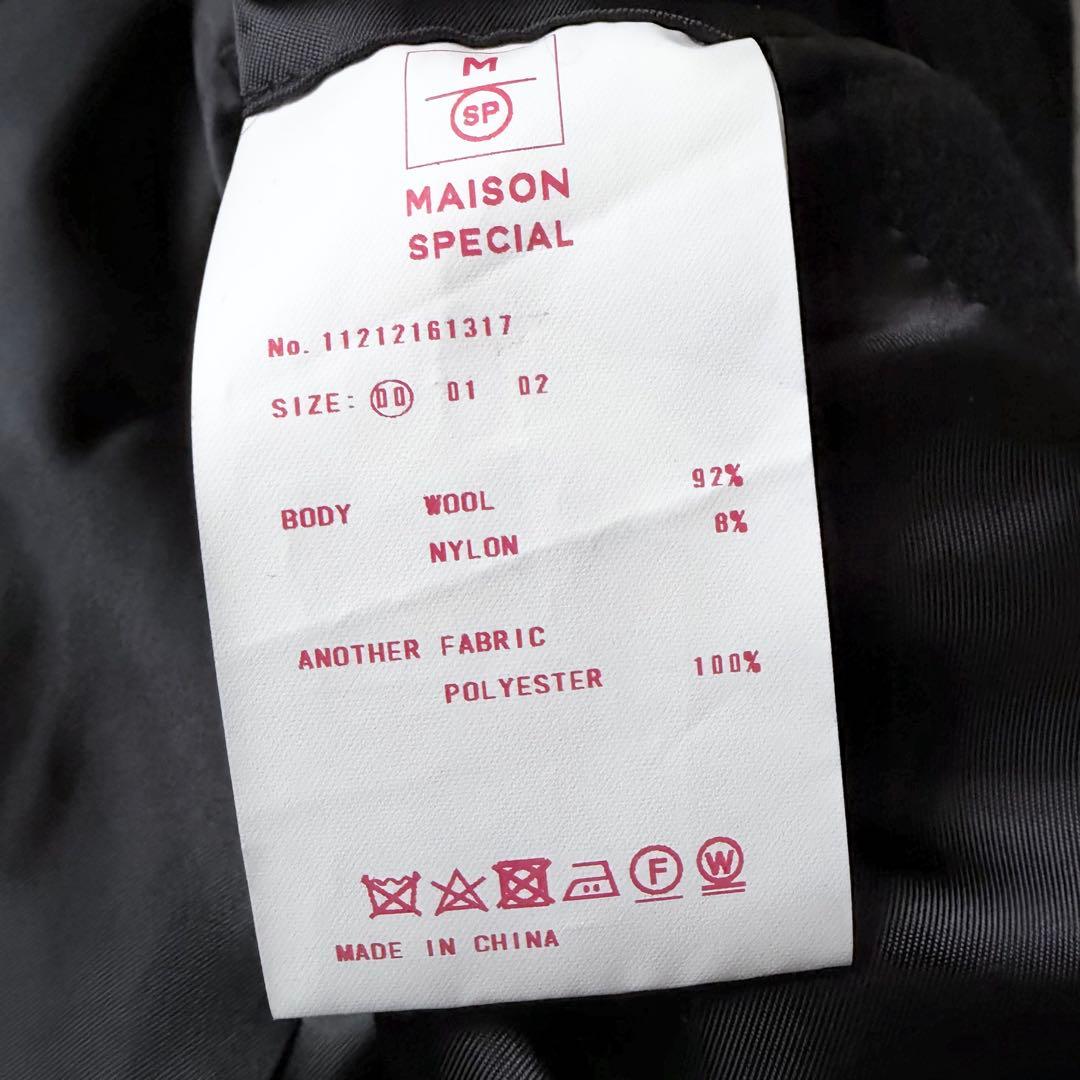 M
SP
MAISON
SPECIAL
No. 11212161317
SIZE: 00 01 02
BODY WOOL 92%
NYLON 8%
ANOTHER FABRIC
POLYESTER 100%
F W
MADE IN CHINA